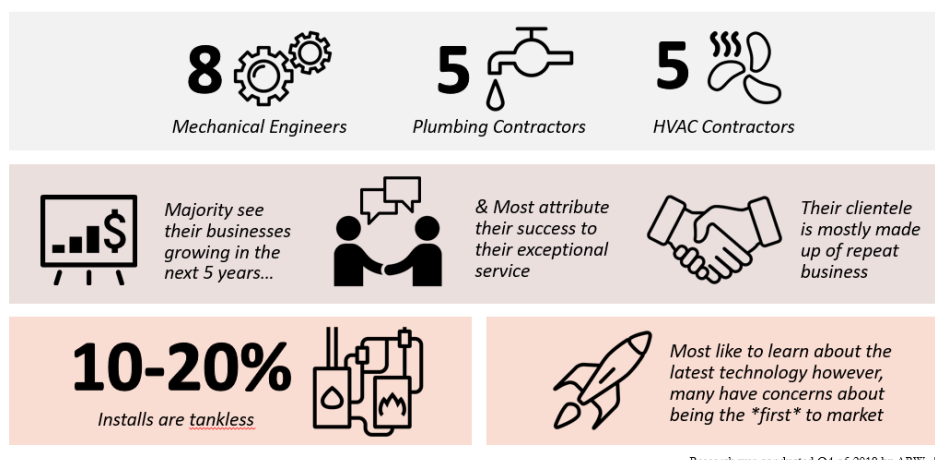 8
5
5
Mechanical Engineers
Plumbing Contractors
HVAC Contractors
$
Majority see
their businesses
growing in the
next 5 years...
& Most attribute
their success to
their exceptional
service
Their clientele
is mostly made
up of repeat
business
10-20%
Installs are tankless
Most like to learn about the
latest technology however,
many have concerns about
being the *first* to market